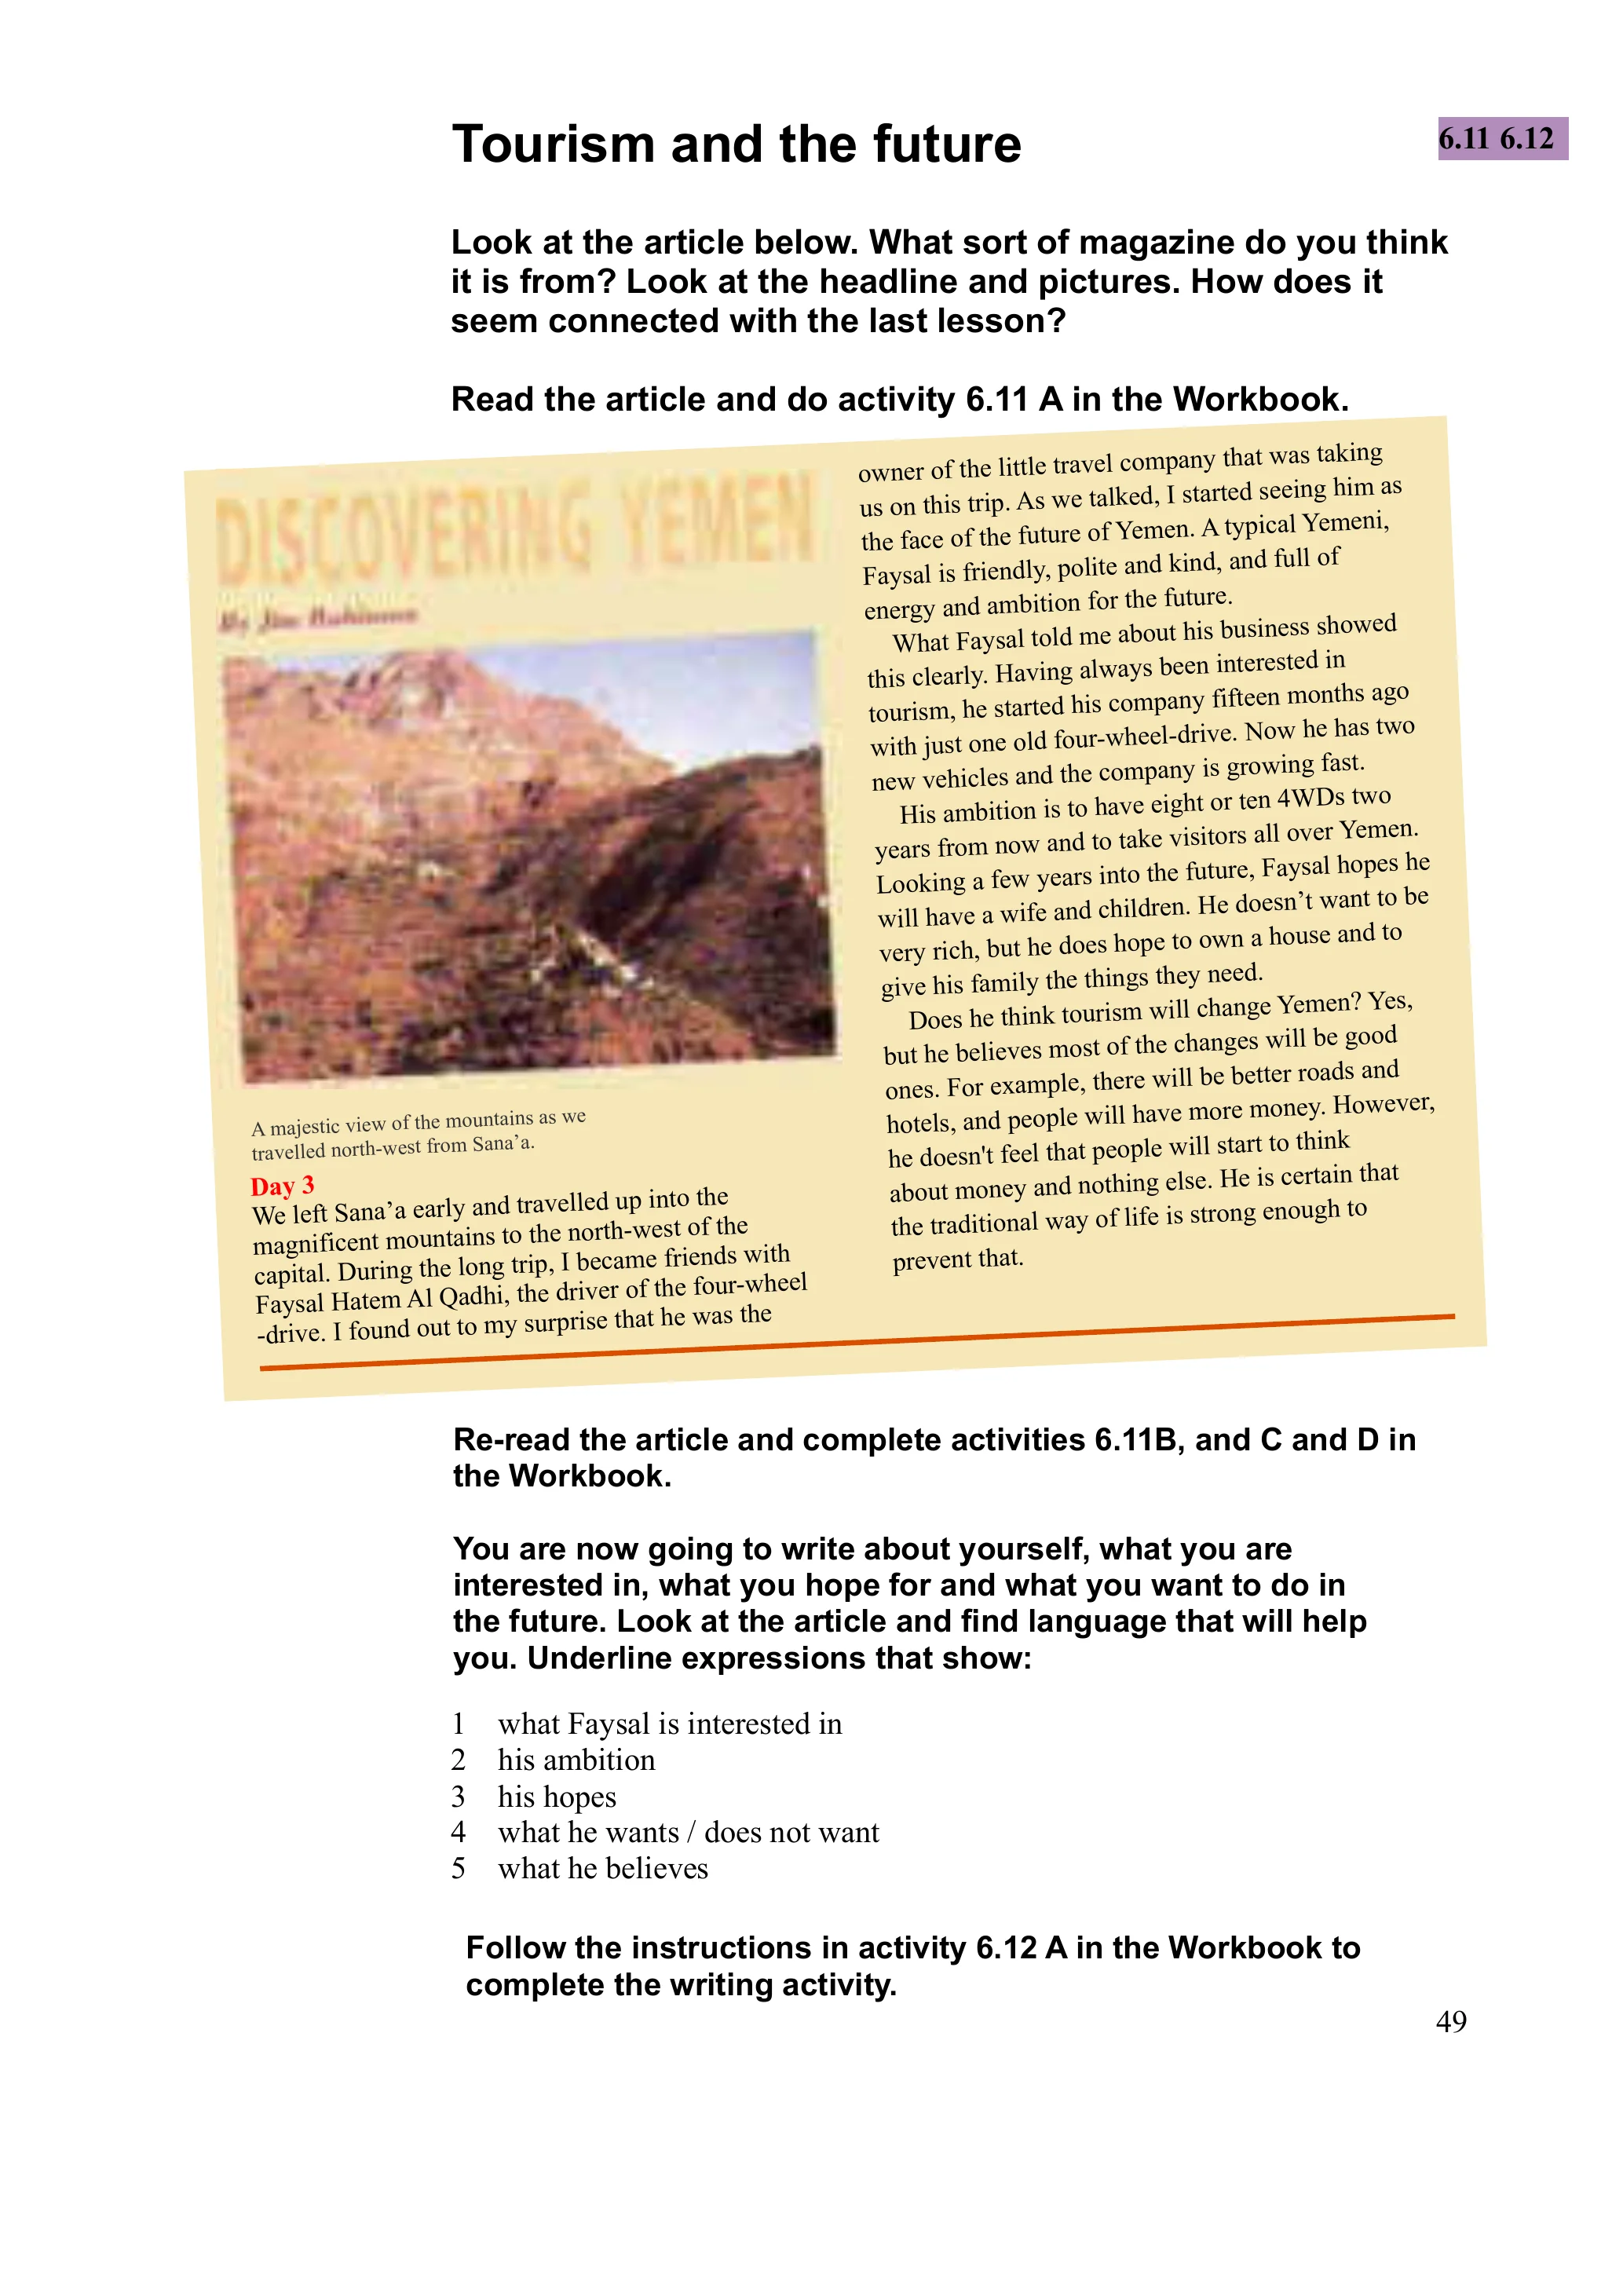 Tourism and the future
6.11 6.12
Look at the article below. What sort of magazine do you think
it is from? Look at the headline and pictures. How does it
seem connected with the last lesson?
Read the article and do activity 6.11 A in the Workbook.
DISCOVERING YEMEN
By Jim
A majestic view of the mountains as we
travelled north-west from Sana’a.
Day 3
We left Sana’a early and travelled up into the
magnificent mountains to the north-west of the
capital. During the long trip, I became friends with
Faysal Hatem Al Qadhi, the driver of the four-wheel
-drive. I found out to my surprise that he was the
owner of the little travel company that was taking
us on this trip. As we talked, I started seeing him as
the face of the future of Yemen. A typical Yemeni,
Faysal is friendly, polite and kind, and full of
energy and ambition for the future.
What Faysal told me about his business showed
this clearly. Having always been interested in
tourism, he started his company fifteen months ago
with just one old four-wheel-drive. Now he has two
new vehicles and the company is growing fast.
His ambition is to have eight or ten 4WDs two
years from now and to take visitors all over Yemen.
Looking a few years into the future, Faysal hopes he
will have a wife and children. He doesn’t want to be
very rich, but he does hope to own a house and to
give his family the things they need.
Does he think tourism will change Yemen? Yes,
but he believes most of the changes will be good
ones. For example, there will be better roads and
hotels, and people will have more money. However,
he doesn't feel that people will start to think
about money and nothing else. He is certain that
the traditional way of life is strong enough to
prevent that.
Re-read the article and complete activities 6.11B, and C and D in
the Workbook.
You are now going to write about yourself, what you are
interested in, what you hope for and what you want to do in
the future. Look at the article and find language that will help
you. Underline expressions that show:
1 what Faysal is interested in
2 his ambition
3 his hopes
4 what he wants / does not want
5 what he believes
Follow the instructions in activity 6.12 A in the Workbook to
complete the writing activity.
49